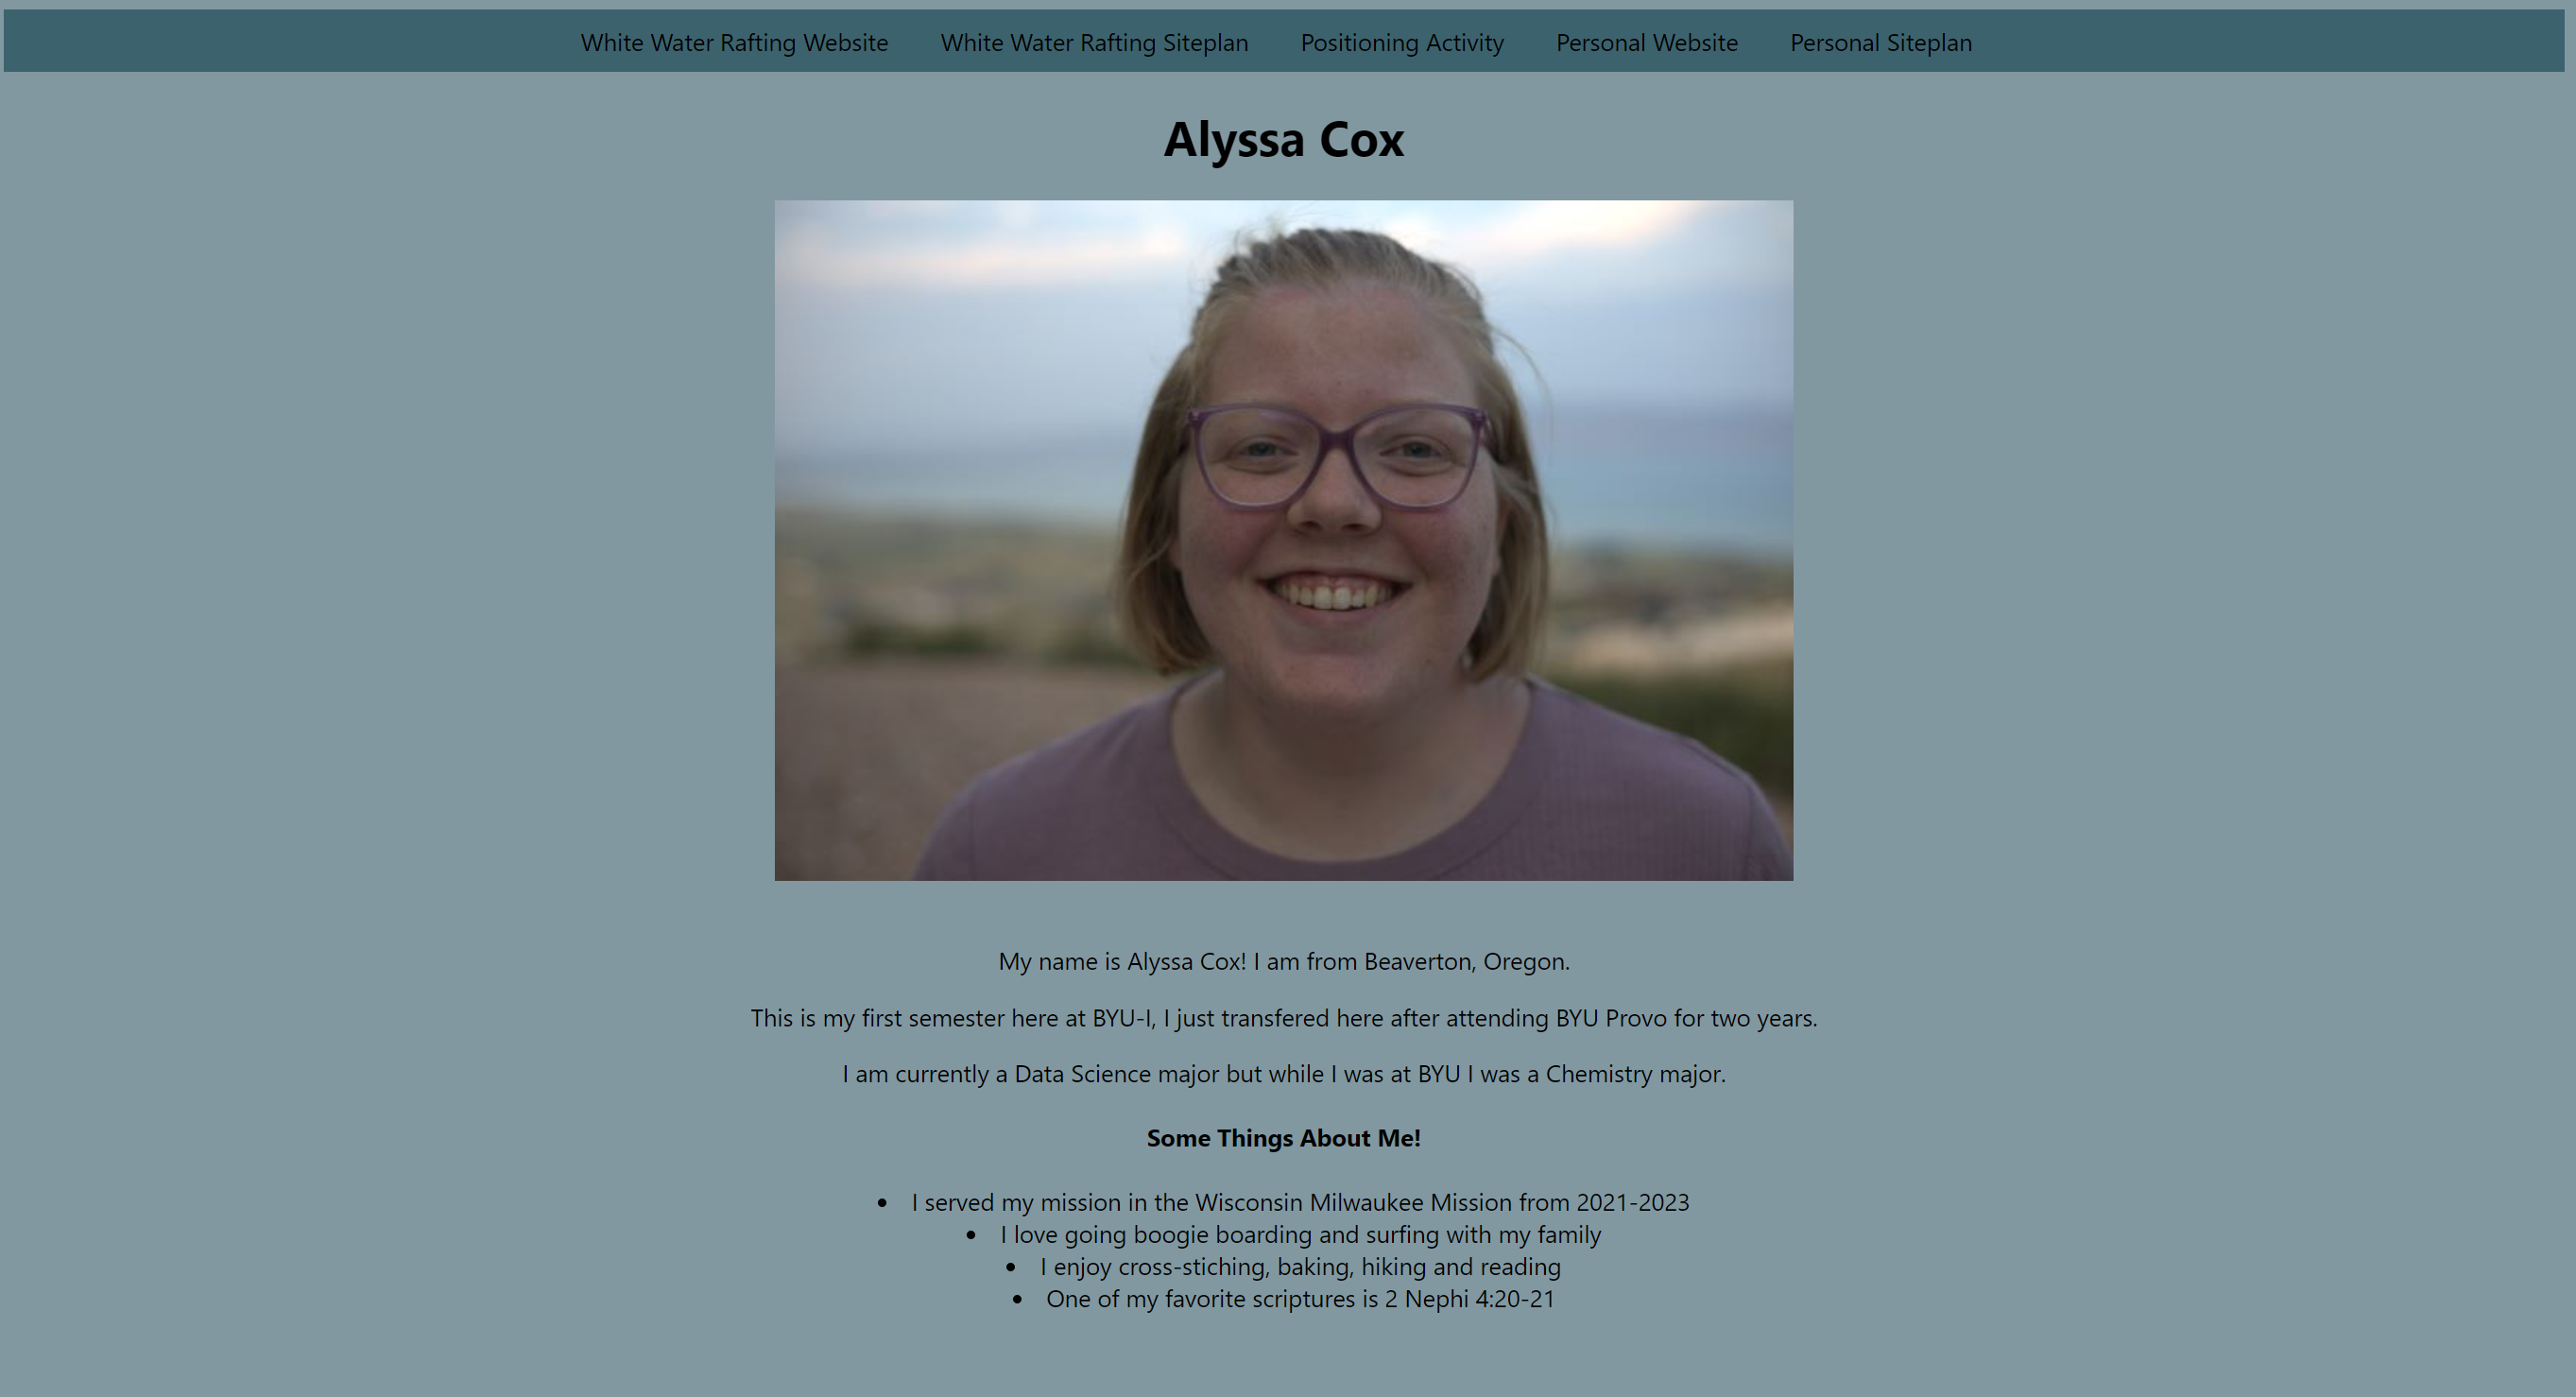 White Water Rafting Website White Water Rafting Siteplan Positioning Activity Personal Website Personal Siteplan
Alyssa Cox
My name is Alyssa Cox! I am from Beaverton, Oregon.
This is my first semester here at BYU-I, I just transfered here after attending BYU Provo for two years.
I am currently a Data Science major but while I was at BYU I was a Chemistry major.
Some Things About Me!
• I served my mission in the Wisconsin Milwaukee Mission from 2021-2023
• I love going boogie boarding and surfing with my family
• I enjoy cross-stiching, baking, hiking and reading
• One of my favorite scriptures is 2 Nephi 4:20-21